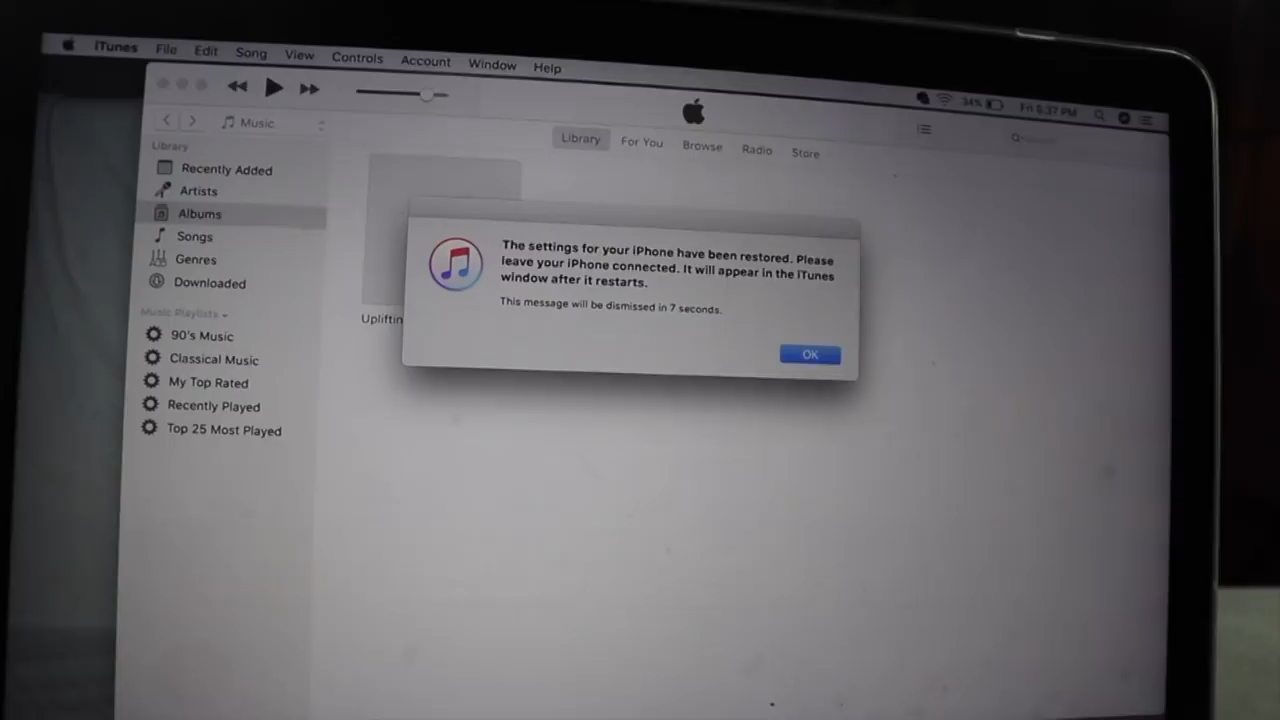 iTunes File Edit Song View Controls Account Window Help
34% Fri 5:37 PM
Music
Library For You Browse Radio Store
Library
Recently Added
Artists
Albums
Songs
Genres
Downloaded
Music Playlists
90's Music
Classical Music
My Top Rated
Recently Played
Top 25 Most Played
Upliftin
The settings for your iPhone have been restored. Please
leave your iPhone connected. It will appear in the iTunes
window after it restarts.
This message will be dismissed in 7 seconds.
OK